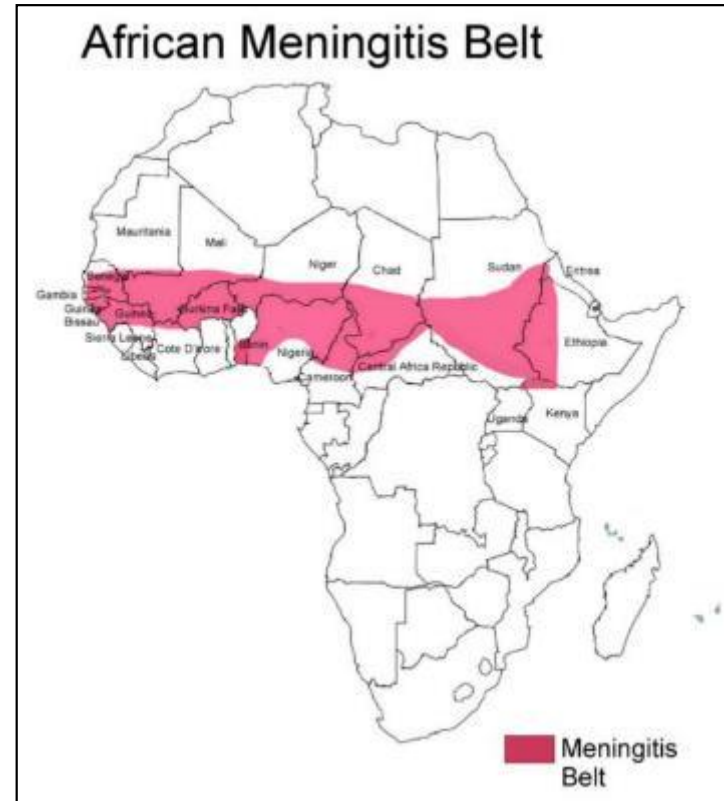 African Meningitis Belt
Mauritania
Mali
Niger
Chad
Sudan
Eritrea
Senegal
Gambia
Guinea
Bissau
Guinea
Burkina Faso
Sierra Leone
Liberia
Cote D'ivore
Benin
Nigeria
Cameroon
Central Africa Republic
Ethiopia
Uganda
Kenya
Meningitis
Belt